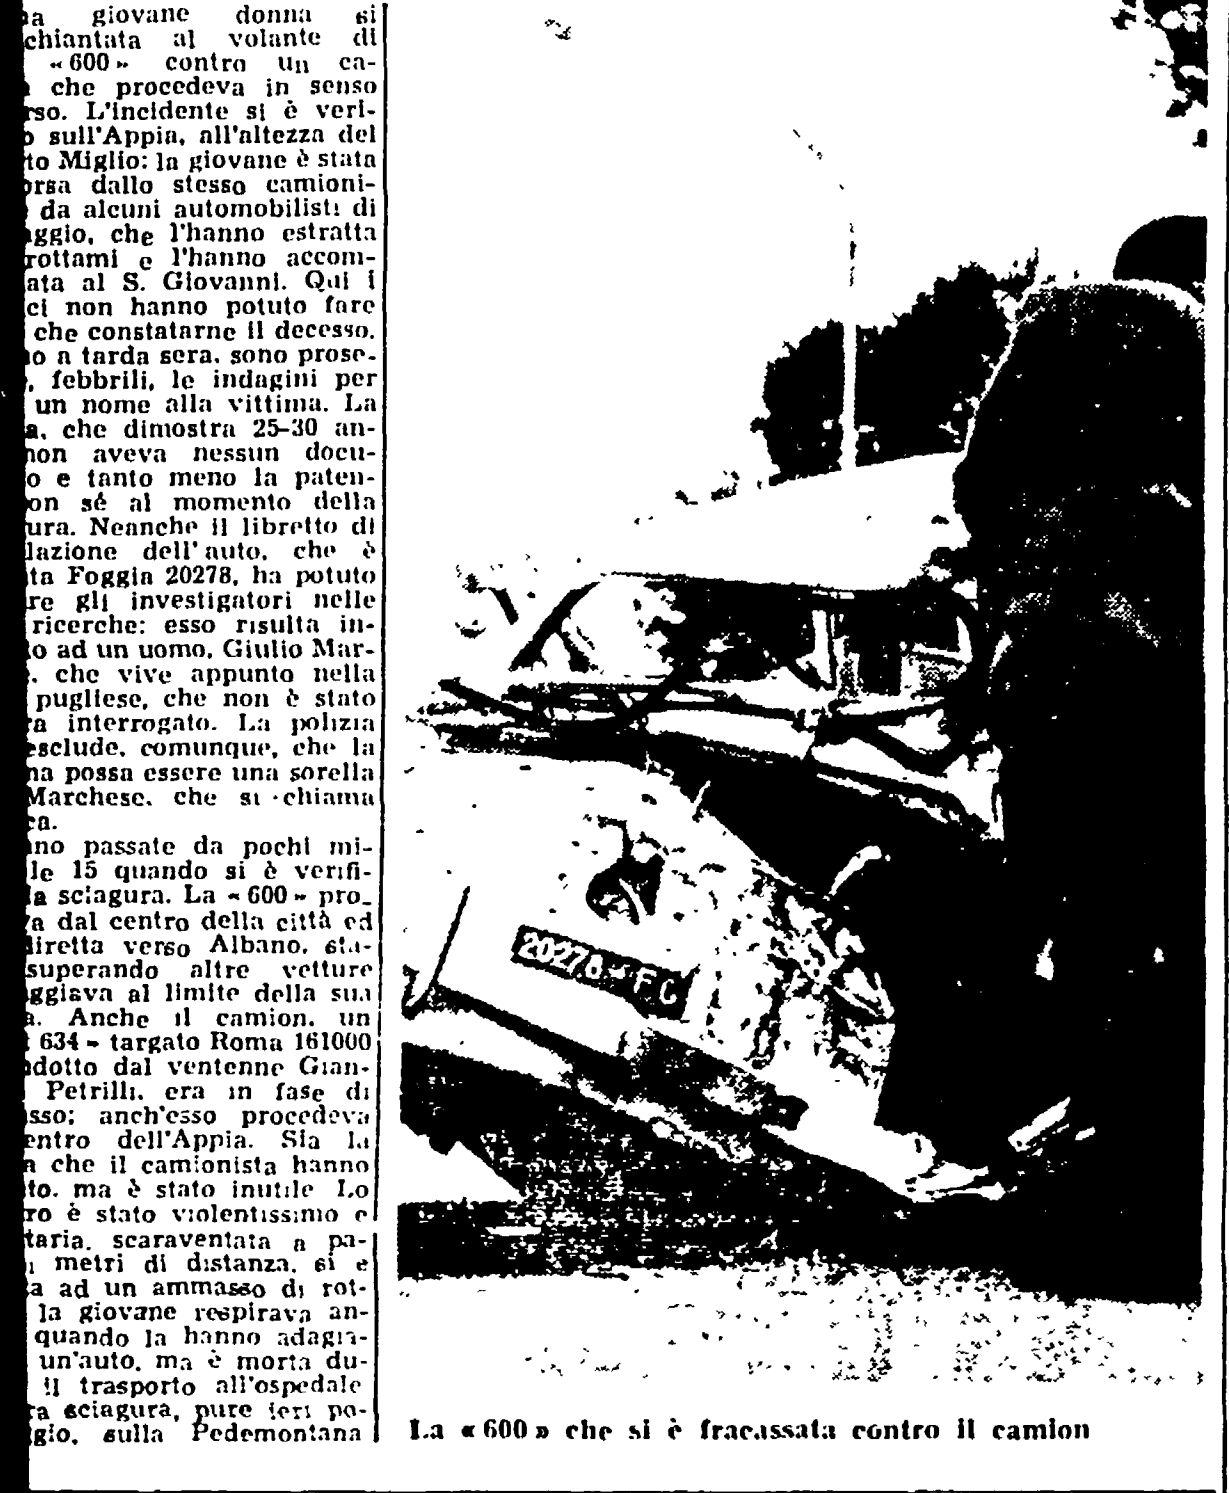 a giovane donna si
chiantata al volante di
«600» contro un ca-
che procedeva in senso
rso. L'incidente si è veri-
o sull'Appia, all'altezza del
to Miglio: la giovane è stata
orsa dallo stesso camioni-
da alcuni automobilisti di
aggio, che l'hanno estratta
rottami e l'hanno accom-
ata al S. Giovanni. Qui i
ci non hanno potuto fare
che constatarne il decesso.
no a tarda sera, sono prose-
, febbrili, le indagini per
un nome alla vittima. La
a, che dimostra 25-30 an-
non aveva nessun docu-
o e tanto meno la paten-
on sé al momento della
ura. Neanche il libretto di
lazione dell'auto, che è
ta Foggia 20278, ha potuto
re gli investigatori nelle
ricerche: esso risulta in-
o ad un uomo, Giulio Mar-
, che vive appunto nella
pugliese, che non è stato
ra interrogato. La polizia
esclude, comunque, che la
na possa essere una sorella
Marchese, che si chiama
ca.
no passate da pochi mi-
le 15 quando si è verifi-
la sciagura. La «600» pro-
va dal centro della città ed
diretta verso Albano, sta-
superando altre vetture
ggiava al limite della sua
a. Anche il camion, un
634» targato Roma 161000
dotto dal ventenne Gian-
Petrilli, era in fase di
sso; anch'esso procedeva
entro dell'Appia. Sia la
a che il camionista hanno
to, ma è stato inutile Lo
ro è stato violentissimo e
taria, scaraventata a pa-
i metri di distanza, si è
a ad un ammasso di rot-
la giovane respirava an-
quando la hanno adagia-
un'auto, ma è morta du-
il trasporto all'ospedale
ra sciagura, pure ieri po-
gio, sulla Pedemontana
20278-FG
La «600» che si è fracassata contro il camion